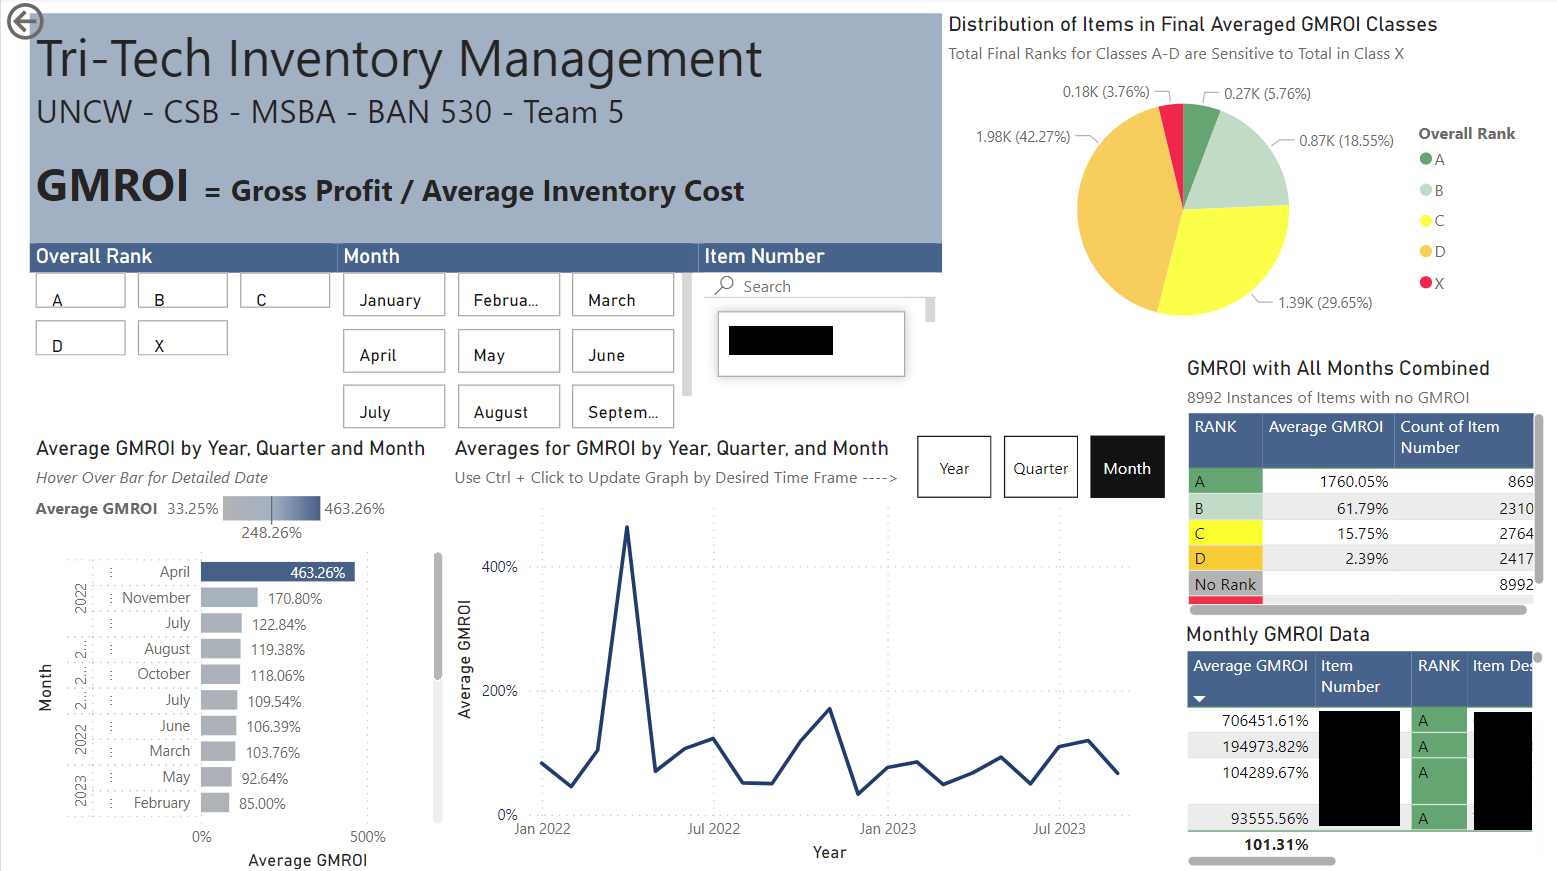 Tri-Tech Inventory Management
UNCW - CSB - MSBA - BAN 530 - Team 5
GMROI = Gross Profit / Average Inventory Cost
Overall Rank
A
B
C
D
X
Month
January
Februa...
March
April
May
June
July
August
Septem...
Item Number
Search
Distribution of Items in Final Averaged GMROI Classes
Total Final Ranks for Classes A-D are Sensitive to Total in Class X
0.18K (3.76%)
0.27K (5.76%)
0.87K (18.55%)
1.98K (42.27%)
1.39K (29.65%)
Overall Rank
A
B
C
D
X
Average GMROI by Year, Quarter and Month
Hover Over Bar for Detailed Date
Average GMROI 33.25% 463.26%
248.26%
Month
2022
2...
2...
2...
2022
2023
April 463.26%
November 170.80%
July 122.84%
August 119.38%
October 118.06%
July 109.54%
June 106.39%
March 103.76%
May 92.64%
February 85.00%
0% 500%
Average GMROI
Averages for GMROI by Year, Quarter, and Month
Use Ctrl + Click to Update Graph by Desired Time Frame ---->
Year
Quarter
Month
Average GMROI
400%
200%
0%
Jan 2022 Jul 2022 Jan 2023 Jul 2023
Year
GMROI with All Months Combined
8992 Instances of Items with no GMROI
RANK Average GMROI Count of Item
Number
A 1760.05% 869
B 61.79% 2310
C 15.75% 2764
D 2.39% 2417
No Rank 8992
Monthly GMROI Data
Average GMROI Item RANK Item Des
Number
706451.61% A
194973.82% A
104289.67% A
93555.56% A
101.31%